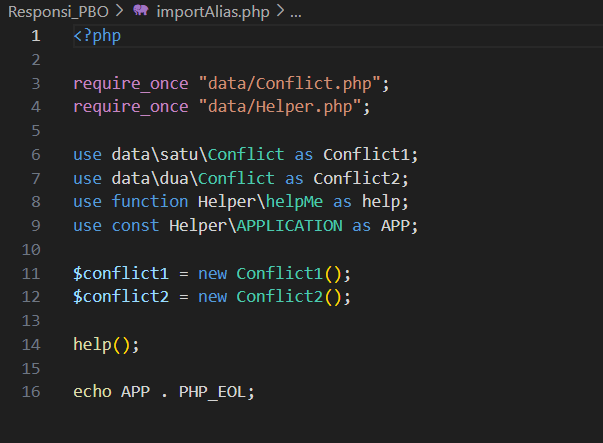 Responsi_PBO > importAlias.php > ...
1 <?php
2
3 require_once "data/Conflict.php";
4 require_once "data/Helper.php";
5
6 use data\satu\Conflict as Conflict1;
7 use data\dua\Conflict as Conflict2;
8 use function Helper\helpMe as help;
9 use const Helper\APPLICATION as APP;
10
11 $conflict1 = new Conflict1();
12 $conflict2 = new Conflict2();
13
14 help();
15
16 echo APP . PHP_EOL;